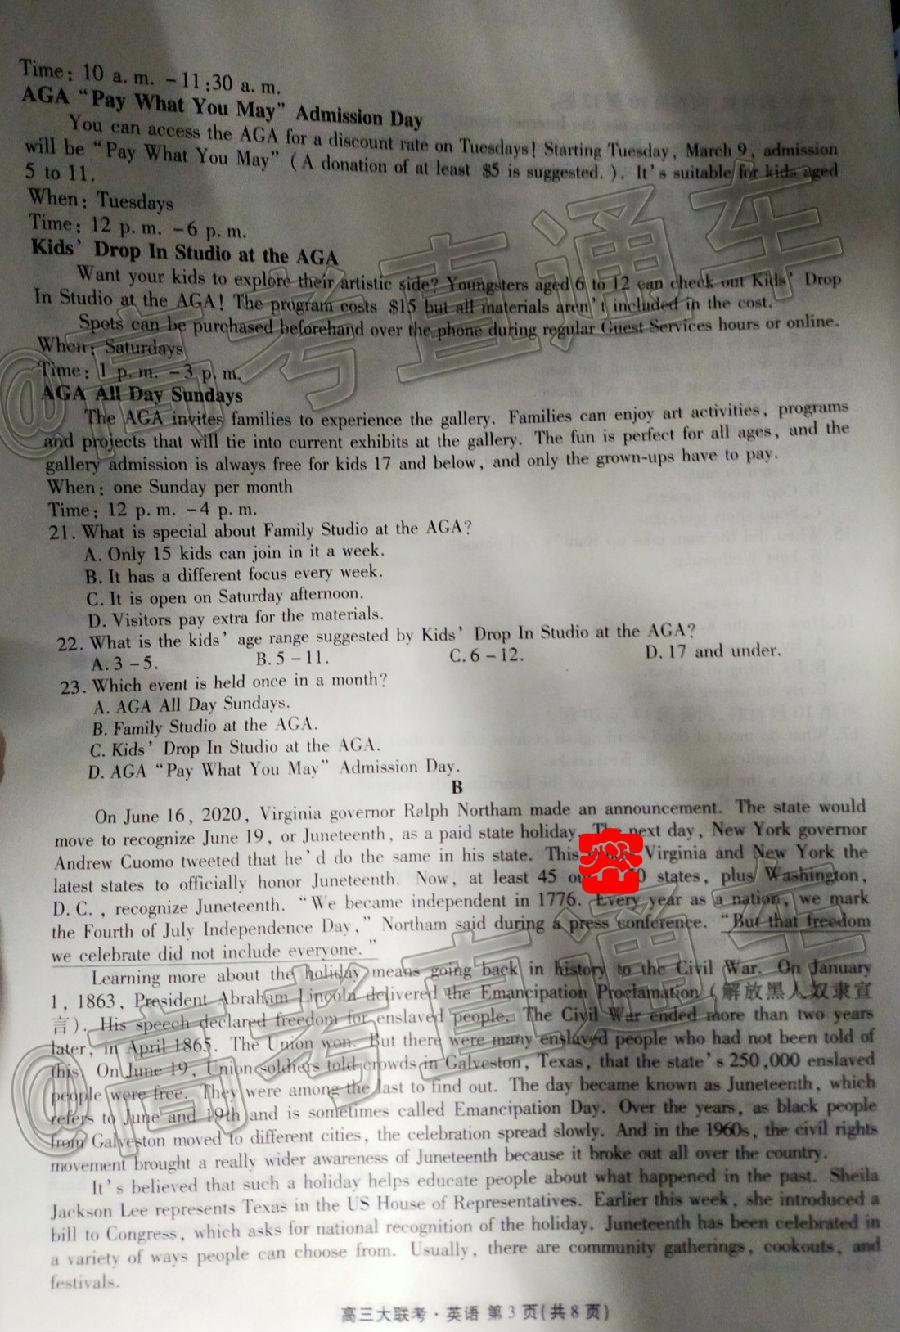 Time: 10 a.m. -11:30 a.m.
AGA "Pay What You May" Admission Day
You can access the AGA for a discount rate on Tuesdays! Starting Tuesday, March 9, admission
will be "Pay What You May" (A donation of at least $5 is suggested.). It's suitable for kids aged
5 to 11.
When: Tuesdays
Time: 12 p.m. -6 p.m.
Kids' Drop In Studio at the AGA
Want your kids to explore their artistic side? Youngsters aged 6 to 12 can check out Kids' Drop
In Studio at the AGA! The program costs $15 but all materials aren't included in the cost.
Spots can be purchased beforehand over the phone during regular Guest Services hours or online.
When: Saturdays
Time: 1 p.m. -3 p.m.
AGA All Day Sundays
The AGA invites families to experience the gallery. Families can enjoy art activities, programs
and projects that will tie into current exhibits at the gallery. The fun is perfect for all ages, and the
gallery admission is always free for kids 17 and below, and only the grown-ups have to pay.
When: one Sunday per month
Time: 12 p.m. -4 p.m.
21. What is special about Family Studio at the AGA?
A. Only 15 kids can join in it a week.
B. It has a different focus every week.
C. It is open on Saturday afternoon.
D. Visitors pay extra for the materials.
22. What is the kids' age range suggested by Kids' Drop In Studio at the AGA?
A. 3-5. B. 5-11. C. 6-12. D. 17 and under.
23. Which event is held once in a month?
A. AGA All Day Sundays.
B. Family Studio at the AGA.
C. Kids' Drop In Studio at the AGA.
D. AGA "Pay What You May" Admission Day.
B
On June 16, 2020, Virginia governor Ralph Northam made an announcement. The state would
move to recognize June 19, or Juneteenth, as a paid state holiday. The next day, New York governor
Andrew Cuomo tweeted that he'd do the same in his state. This Virginia and New York the
latest states to officially honor Juneteenth. Now, at least 45 states, plus Washington,
D.C., recognize Juneteenth. "We became independent in 1776. Every year as a nation, we mark
the Fourth of July Independence Day," Northam said during a press conference. "But that freedom
we celebrate did not include everyone."
Learning more about the holiday means going back in history to the Civil War. On January
1, 1863, President Abraham Lincoln delivered the Emancipation Proclamation (解放黑人奴隶宣
言). His speech declared freedom for enslaved people. The Civil War ended more than two years
later, in April 1865. The Union won. But there were many enslaved people who had not been told of
this. On June 19, Union soldiers told crowds in Galveston, Texas, that the state's 250,000 enslaved
people were free. They were among the last to find out. The day became known as Juneteenth, which
refers to June and 19th and is sometimes called Emancipation Day. Over the years, as black people
from Galveston moved to different cities, the celebration spread slowly. And in the 1960s, the civil rights
movement brought a really wider awareness of Juneteenth because it broke out all over the country.
It's believed that such a holiday helps educate people about what happened in the past. Sheila
Jackson Lee represents Texas in the US House of Representatives. Earlier this week, she introduced a
bill to Congress, which asks for national recognition of the holiday. Juneteenth has been celebrated in
a variety of ways people can choose from. Usually, there are community gatherings, cookouts, and
festivals.
高三大联考·英语 第3页(共8页)
@高考直通车
@高考直通车